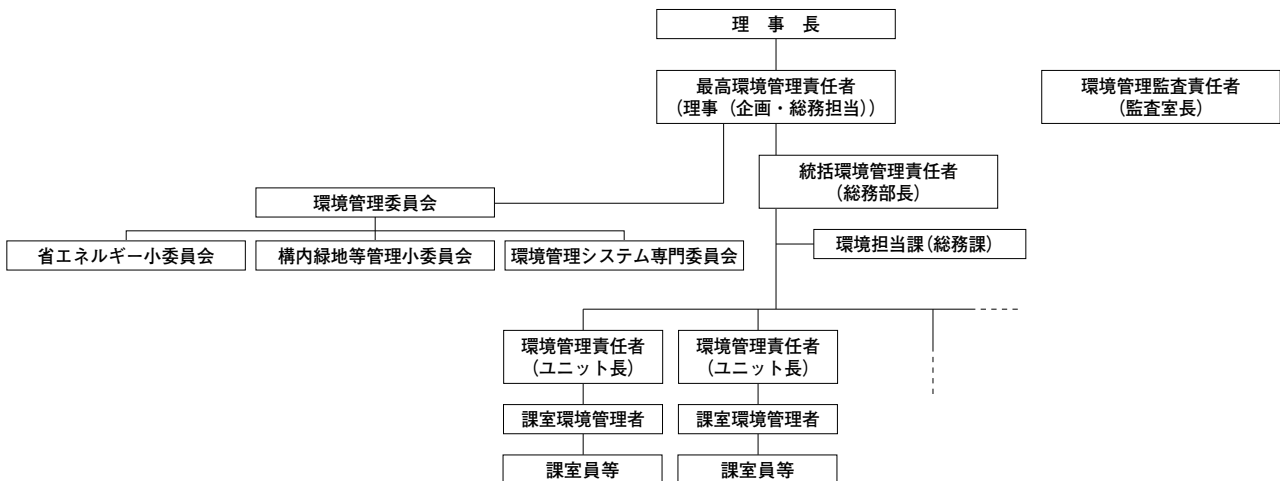 理 事 長
最高環境管理責任者
(理事(企画・総務担当))
環境管理監査責任者
(監査室長)
統括環境管理責任者
(総務部長)
環境管理委員会
環境担当課(総務課)
省エネルギー小委員会
構内緑地等管理小委員会
環境管理システム専門委員会
環境管理責任者
(ユニット長)
環境管理責任者
(ユニット長)
課室環境管理者
課室環境管理者
課室員等
課室員等